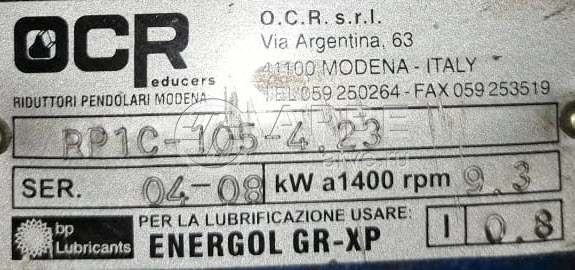 OCR
educers
RIDUTTORI PENDOLARI MODENA
O.C.R. s.r.l.
Via Argentina, 63
41100 MODENA - ITALY
TEL 059 250264 - FAX 059 253519
RP1C-105-4.23
SER. 04-08 kW a1400 rpm 9.3
bp
Lubricants
PER LA LUBRIFICAZIONE USARE:
ENERGOL GR-XP
I 0.8